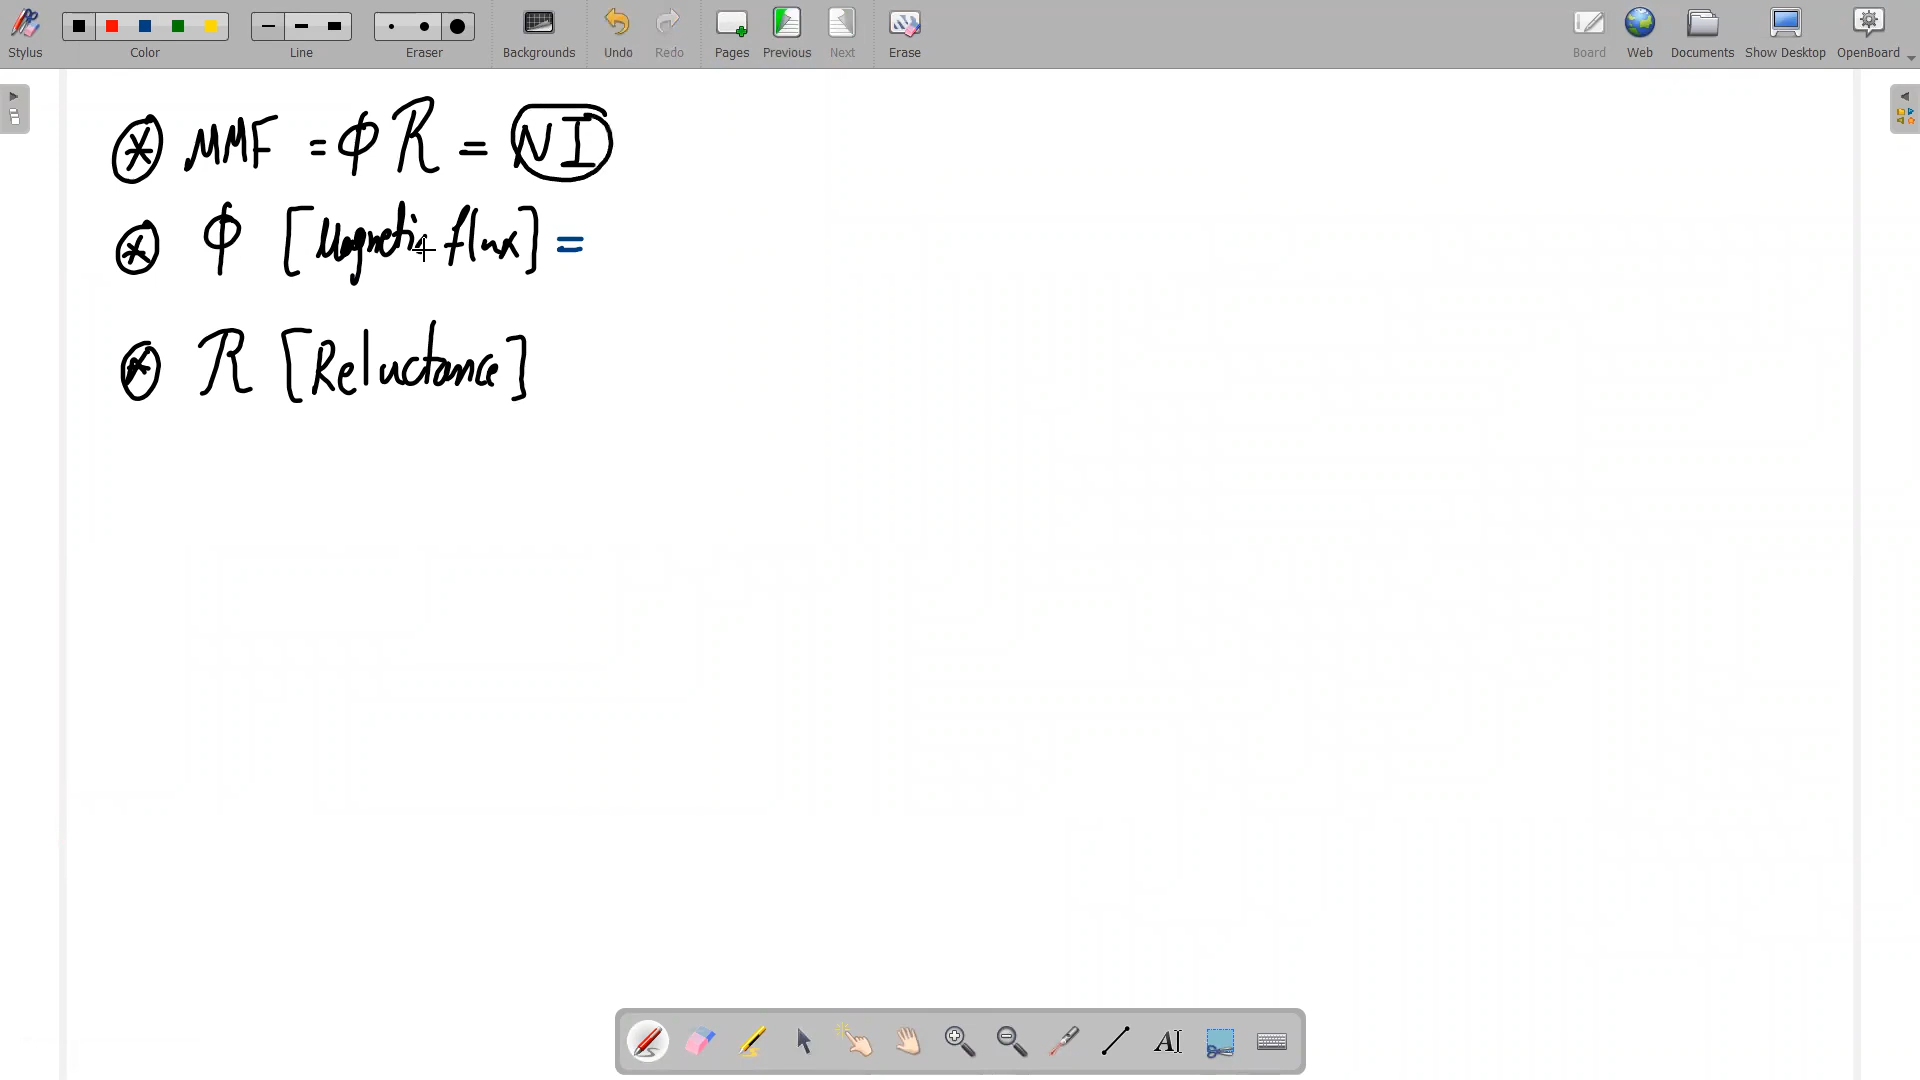 Stylus Color Line Eraser Backgrounds Undo Redo Pages Previous Next Erase Board Web Documents Show Desktop OpenBoard
MMF = ϕ R = NI
ϕ [Magnetic flux] =
R [Reluctance]